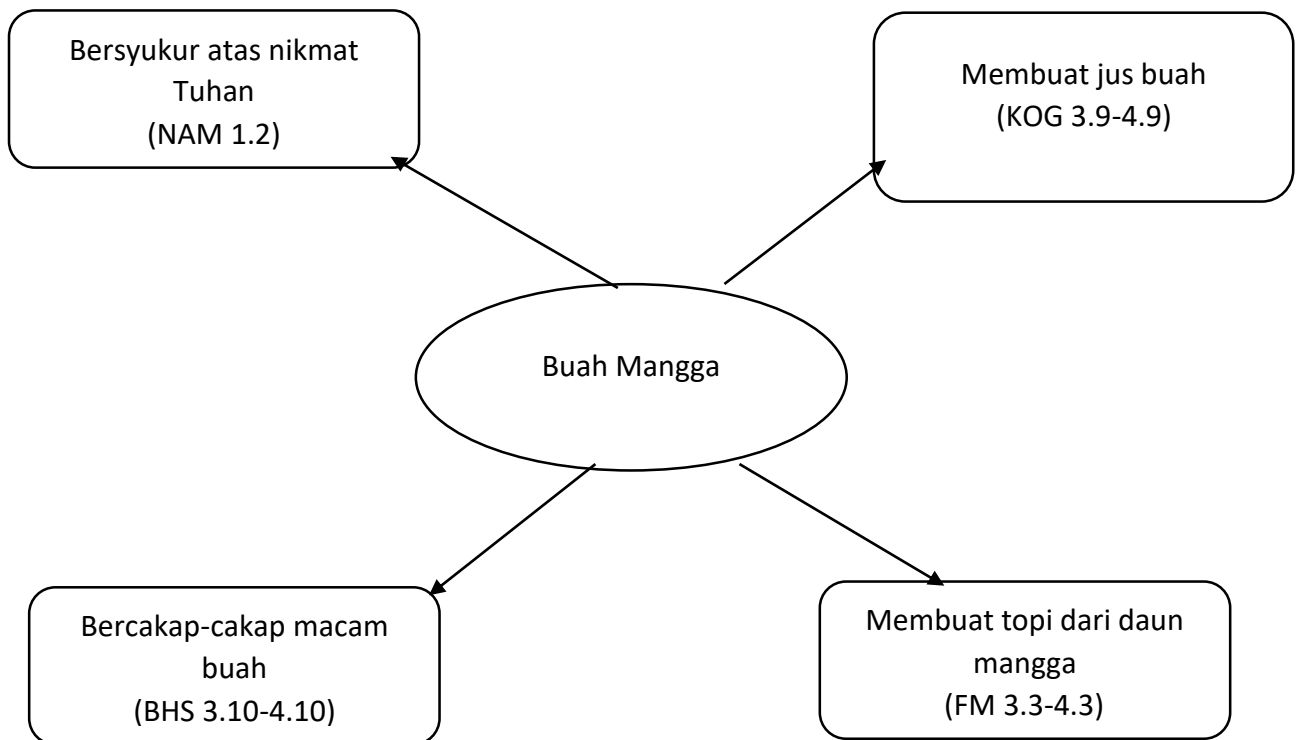 Bersyukur atas nikmat
Tuhan
(NAM 1.2)
Membuat jus buah
(KOG 3.9-4.9)
Buah Mangga
Bercakap-cakap macam
buah
(BHS 3.10-4.10)
Membuat topi dari daun
mangga
(FM 3.3-4.3)